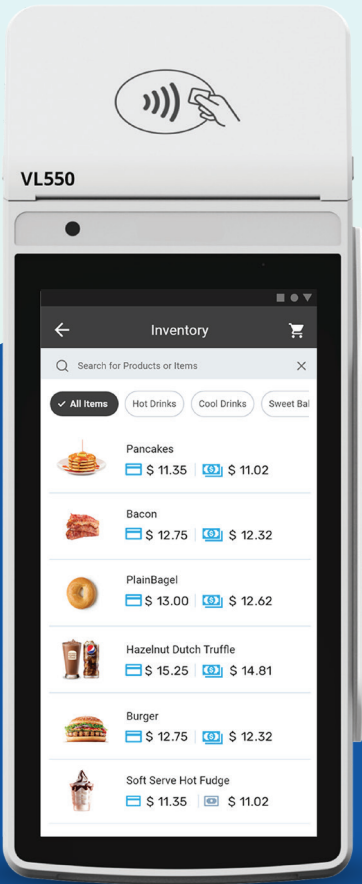 VL550
Inventory
Search for Products or Items
All Items Hot Drinks Cool Drinks Sweet Bal
Pancakes
$ 11.35 $ 11.02
Bacon
$ 12.75 $ 12.32
PlainBagel
$ 13.00 $ 12.62
Hazelnut Dutch Truffle
$ 15.25 $ 14.81
Burger
$ 12.75 $ 12.32
Soft Serve Hot Fudge
$ 11.35 $ 11.02